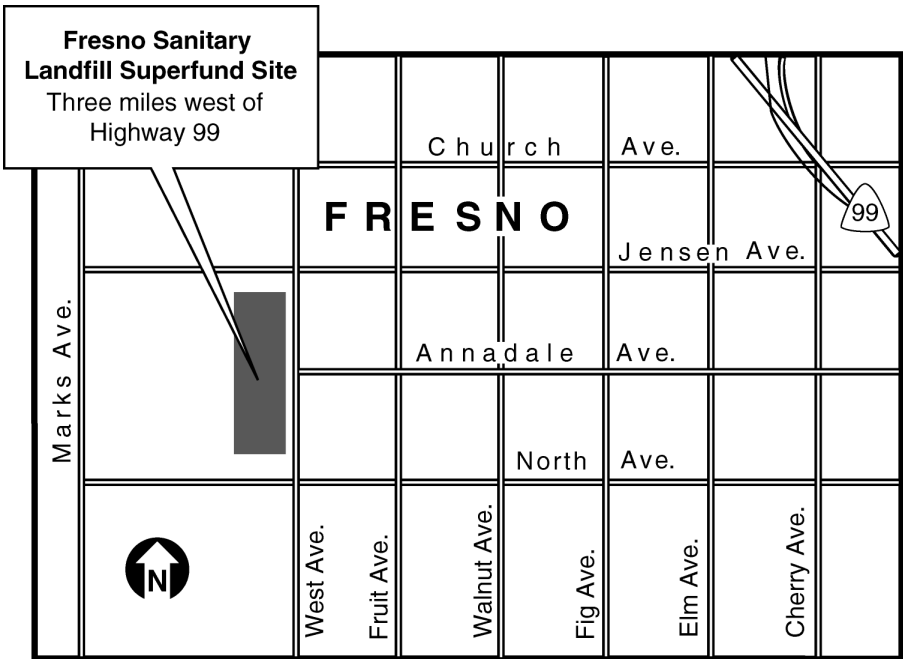 Fresno Sanitary
Landfill Superfund Site
Three miles west of
Highway 99
Church Ave.
FRESNO
99
Jensen Ave.
Marks Ave.
Annadale Ave.
North Ave.
N
West Ave.
Fruit Ave.
Walnut Ave.
Fig Ave.
Elm Ave.
Cherry Ave.